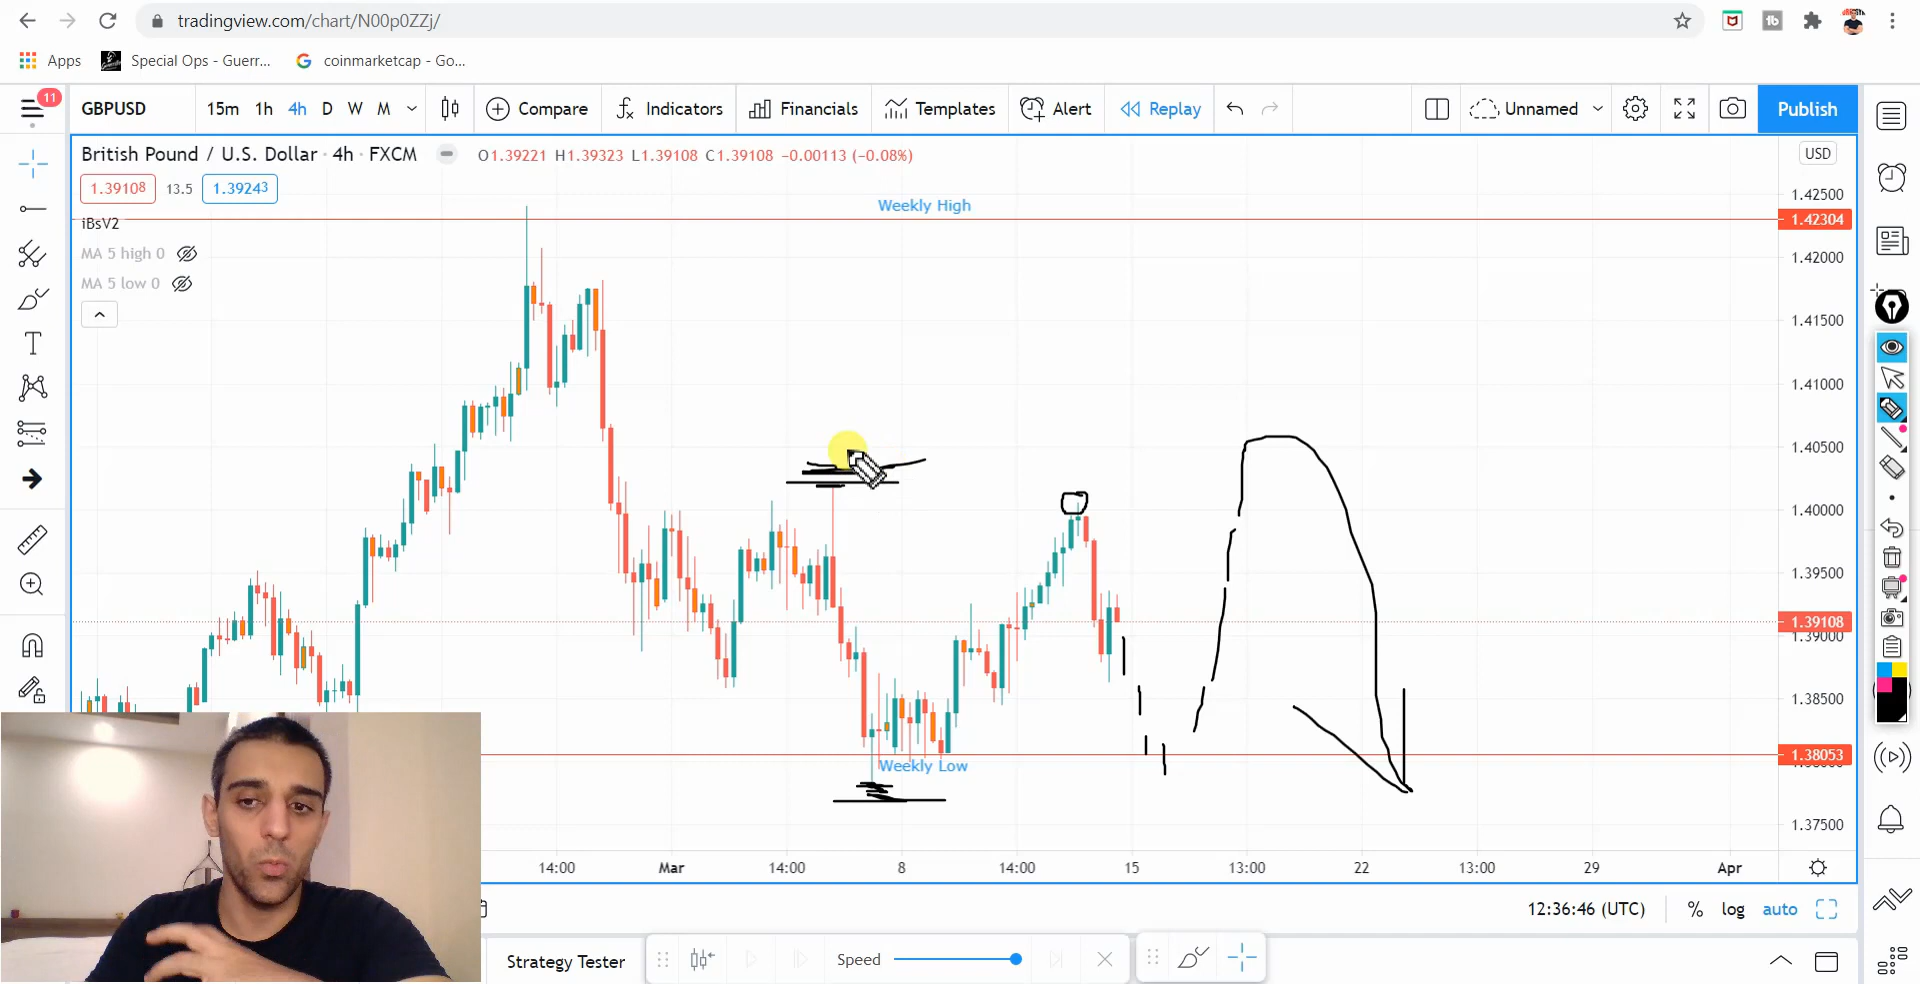 tradingview.com/chart/N00p0ZZj/
Apps Special Ops - Guerr... coinmarketcap - Go...
11
GBPUSD 15m 1h 4h D W M Compare Indicators Financials Templates Alert Replay Unnamed Publish
British Pound / U.S. Dollar · 4h · FXCM O1.39221 H1.39323 L1.39108 C1.39108 −0.00113 (−0.08%) USD
1.39108 13.5 1.39243
1.42500
Weekly High
1.42304
iBsV2
MA 5 high 0
1.42000
MA 5 low 0
1.41500
1.41000
1.40500
1.40000
1.39500
1.39108
1.39000
1.38500
1.38053
Weekly Low
1.37500
14:00 Mar 14:00 8 14:00 15 13:00 22 13:00 29 Apr
12:36:46 (UTC) % log auto
Strategy Tester Speed